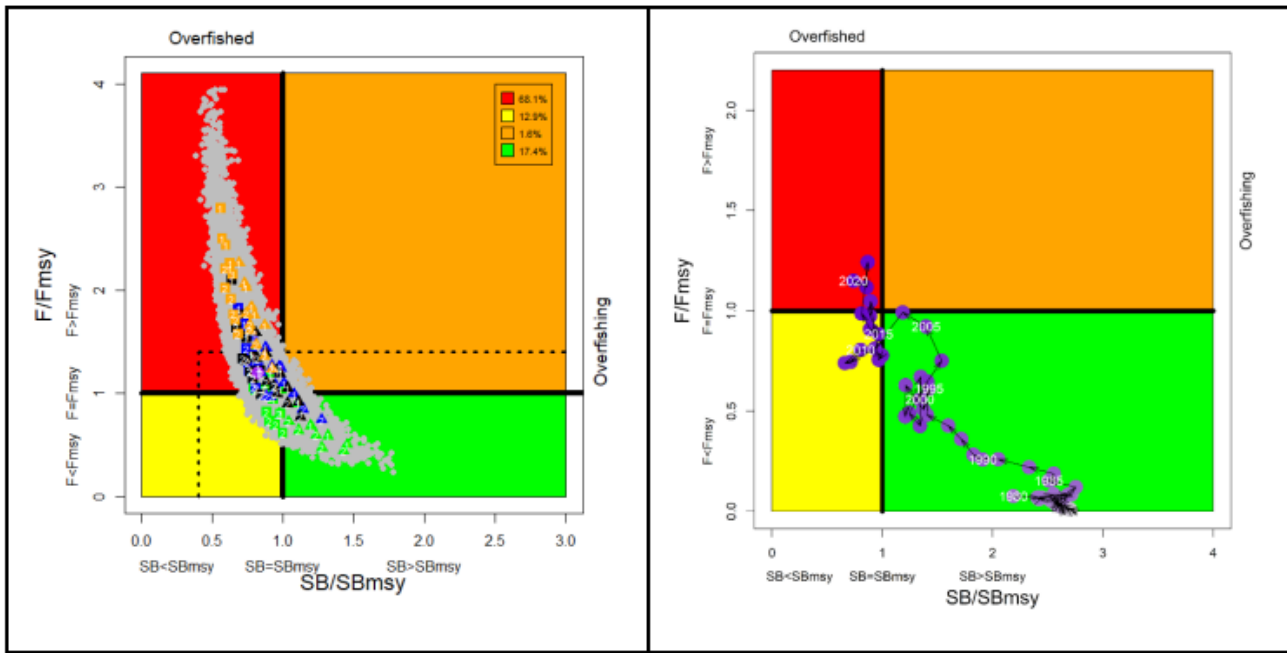 Overfished
68.1%
12.9%
1.6%
17.4%
4
3
2
1
0
F/Fmsy
F>Fmsy
F=Fmsy
F<Fmsy
Overfishing
0.0 0.5 1.0 1.5 2.0 2.5 3.0
SB<SBmsy SB=SBmsy SB>SBmsy
SB/SBmsy
Overfished
2.0
1.5
1.0
0.5
0.0
F/Fmsy
F>Fmsy
F=Fmsy
F<Fmsy
Overfishing
2020
2015
2010
2005
1995
2000
1990
1985
1980
0 1 2 3 4
SB<SBmsy SB=SBmsy SB>SBmsy
SB/SBmsy